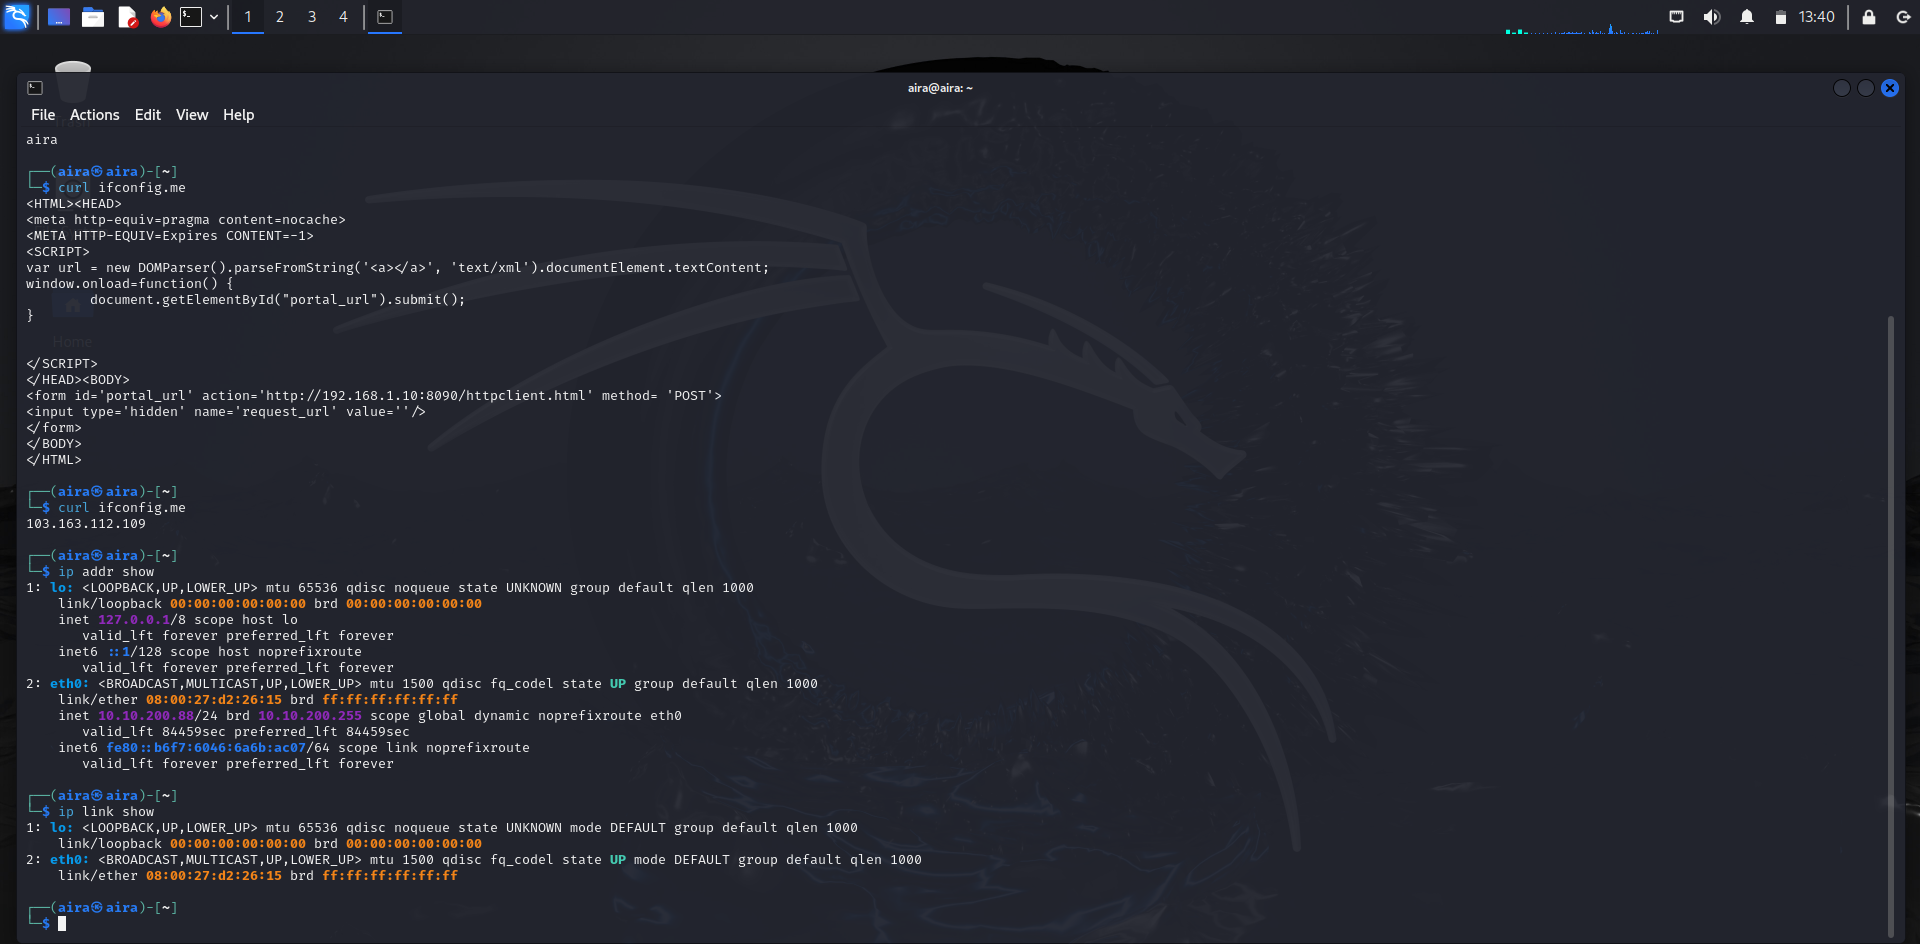 1 2 3 4
13:40
aira@aira: ~
File Actions Edit View Help
aira
┌──(aira㉿aira)-[~]
└─$ curl ifconfig.me
<HTML><HEAD>
<meta http-equiv=pragma content=nocache>
<META HTTP-EQUIV=Expires CONTENT=-1>
<SCRIPT>
var url = new DOMParser().parseFromString('<a></a>', 'text/xml').documentElement.textContent;
window.onload=function() {
        document.getElementById("portal_url").submit();
}
Home
</SCRIPT>
</HEAD><BODY>
<form id='portal_url' action='http://192.168.1.10:8090/httpclient.html' method= 'POST'>
<input type='hidden' name='request_url' value=''/>
</form>
</BODY>
</HTML>
┌──(aira㉿aira)-[~]
└─$ curl ifconfig.me
103.163.112.109
┌──(aira㉿aira)-[~]
└─$ ip addr show
1: lo: <LOOPBACK,UP,LOWER_UP> mtu 65536 qdisc noqueue state UNKNOWN group default qlen 1000
    link/loopback 00:00:00:00:00:00 brd 00:00:00:00:00:00
    inet 127.0.0.1/8 scope host lo
       valid_lft forever preferred_lft forever
    inet6 ::1/128 scope host noprefixroute
       valid_lft forever preferred_lft forever
2: eth0: <BROADCAST,MULTICAST,UP,LOWER_UP> mtu 1500 qdisc fq_codel state UP group default qlen 1000
    link/ether 08:00:27:d2:26:15 brd ff:ff:ff:ff:ff:ff
    inet 10.10.200.88/24 brd 10.10.200.255 scope global dynamic noprefixroute eth0
       valid_lft 84459sec preferred_lft 84459sec
    inet6 fe80::b6f7:6046:6a6b:ac07/64 scope link noprefixroute
       valid_lft forever preferred_lft forever
┌──(aira㉿aira)-[~]
└─$ ip link show
1: lo: <LOOPBACK,UP,LOWER_UP> mtu 65536 qdisc noqueue state UNKNOWN mode DEFAULT group default qlen 1000
    link/loopback 00:00:00:00:00:00 brd 00:00:00:00:00:00
2: eth0: <BROADCAST,MULTICAST,UP,LOWER_UP> mtu 1500 qdisc fq_codel state UP mode DEFAULT group default qlen 1000
    link/ether 08:00:27:d2:26:15 brd ff:ff:ff:ff:ff:ff
┌──(aira㉿aira)-[~]
└─$